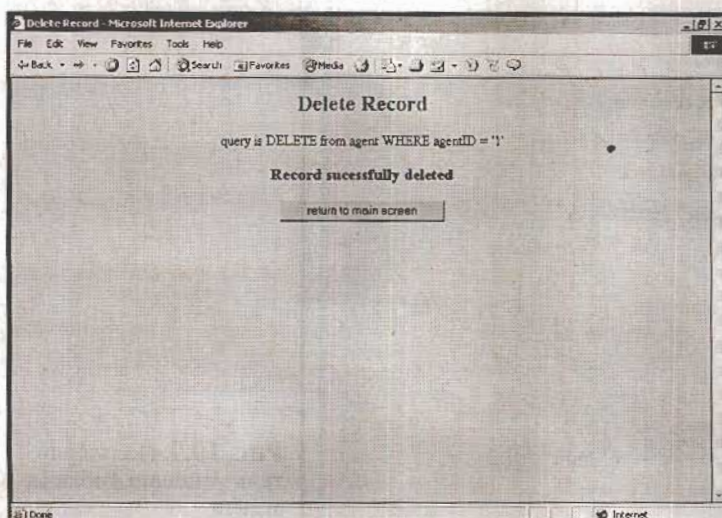 Delete Record - Microsoft Internet Explorer
File Edit View Favorites Tools Help
Back Search Favorites Media
Delete Record
query is DELETE from agent WHERE agentID = '1'
Record sucessfully deleted
return to main screen
Done Internet